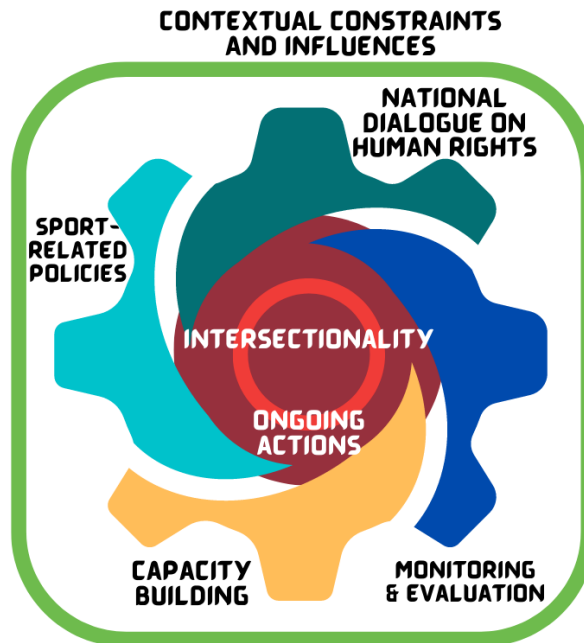 CONTEXTUAL CONSTRAINTS
AND INFLUENCES
NATIONAL
DIALOGUE ON
HUMAN RIGHTS
SPORT-
RELATED
POLICIES
INTERSECTIONALITY
ONGOING
ACTIONS
CAPACITY
BUILDING
MONITORING
& EVALUATION